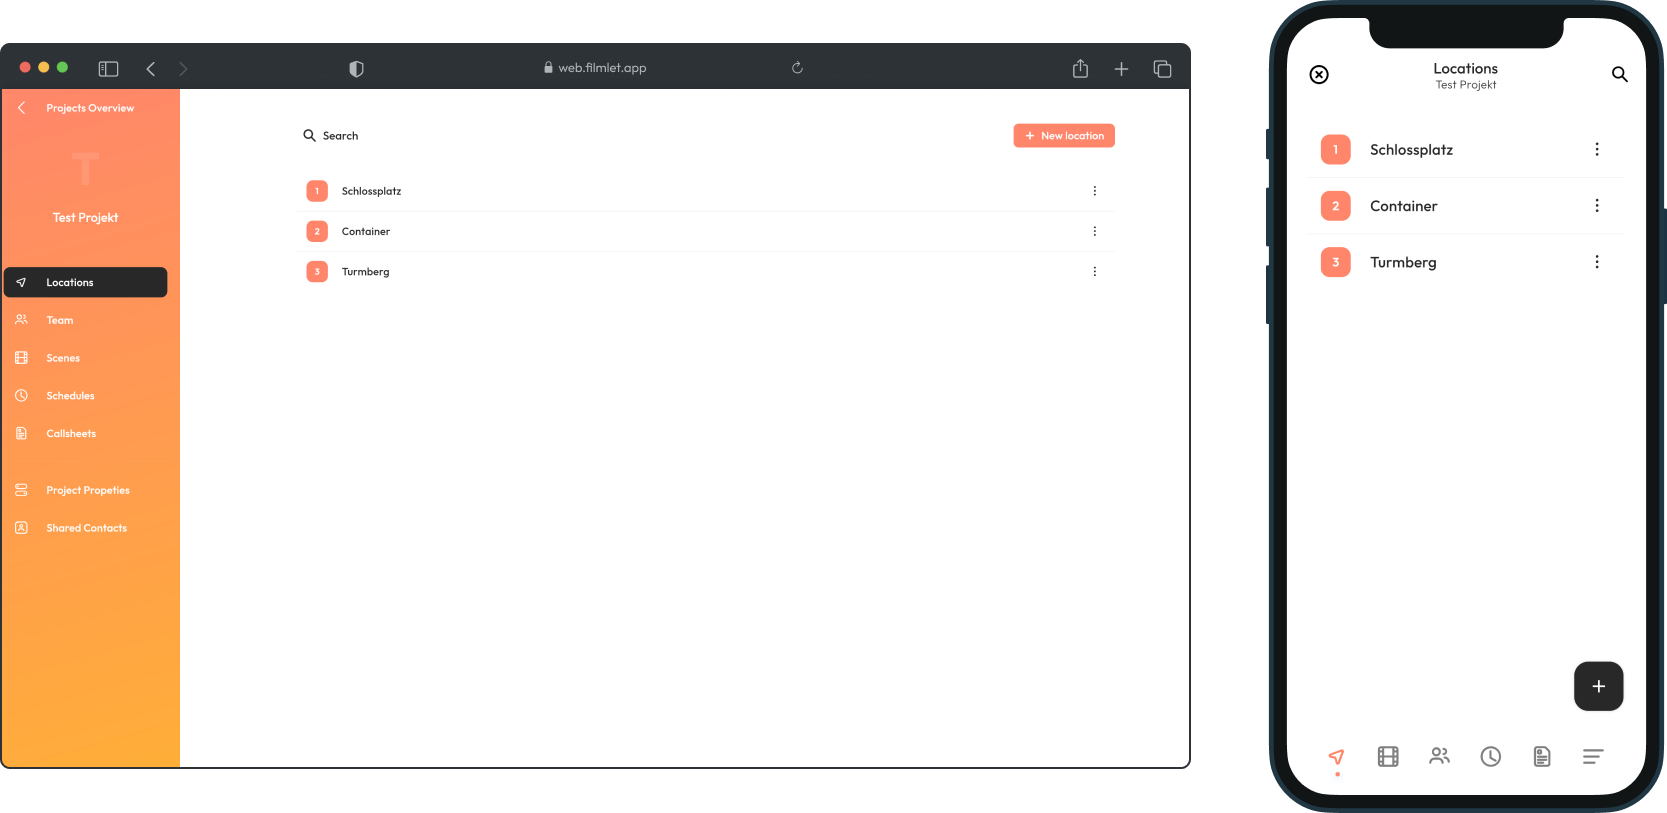 web.filmlet.app
Projects Overview
T
Test Projekt
Locations
Team
Scenes
Schedules
Callsheets
Project Propeties
Shared Contacts
Search
+ New location
1 Schlossplatz
2 Container
3 Turmberg
Locations
Test Projekt
1 Schlossplatz
2 Container
3 Turmberg